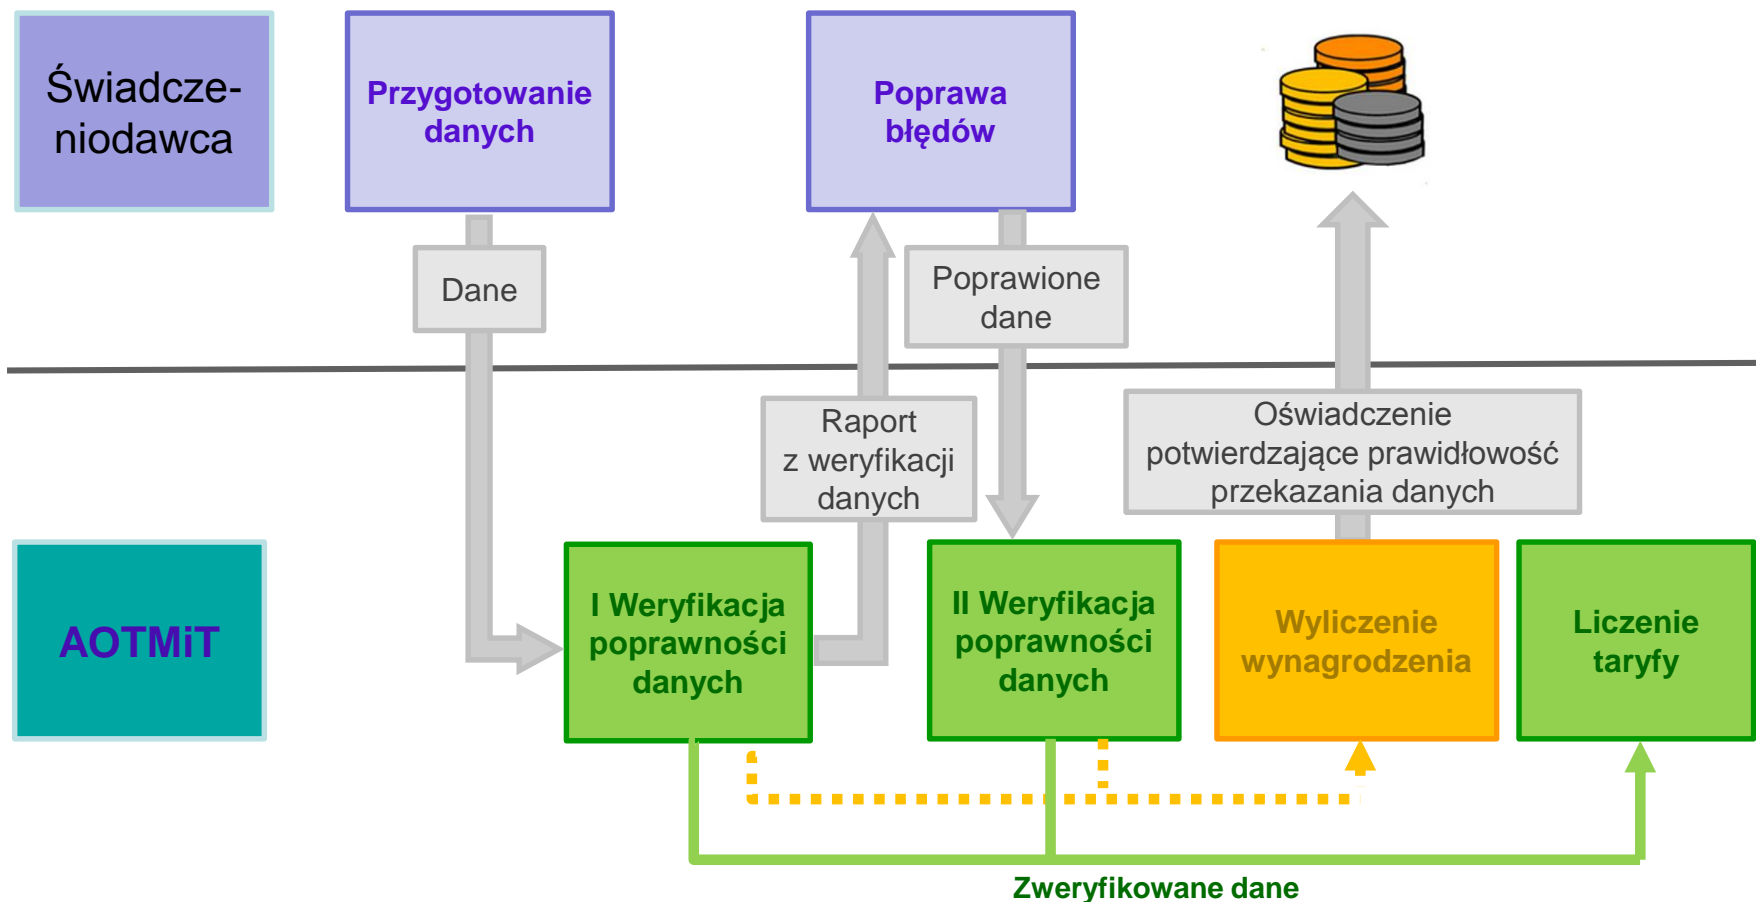 Świadcze-
niodawca
Przygotowanie
danych
Poprawa
błędów
Dane
Poprawione
dane
Raport
z weryfikacji
danych
Oświadczenie
potwierdzające prawidłowość
przekazania danych
AOTMiT
I Weryfikacja
poprawności
danych
II Weryfikacja
poprawności
danych
Wyliczenie
wynagrodzenia
Liczenie
taryfy
Zweryfikowane dane